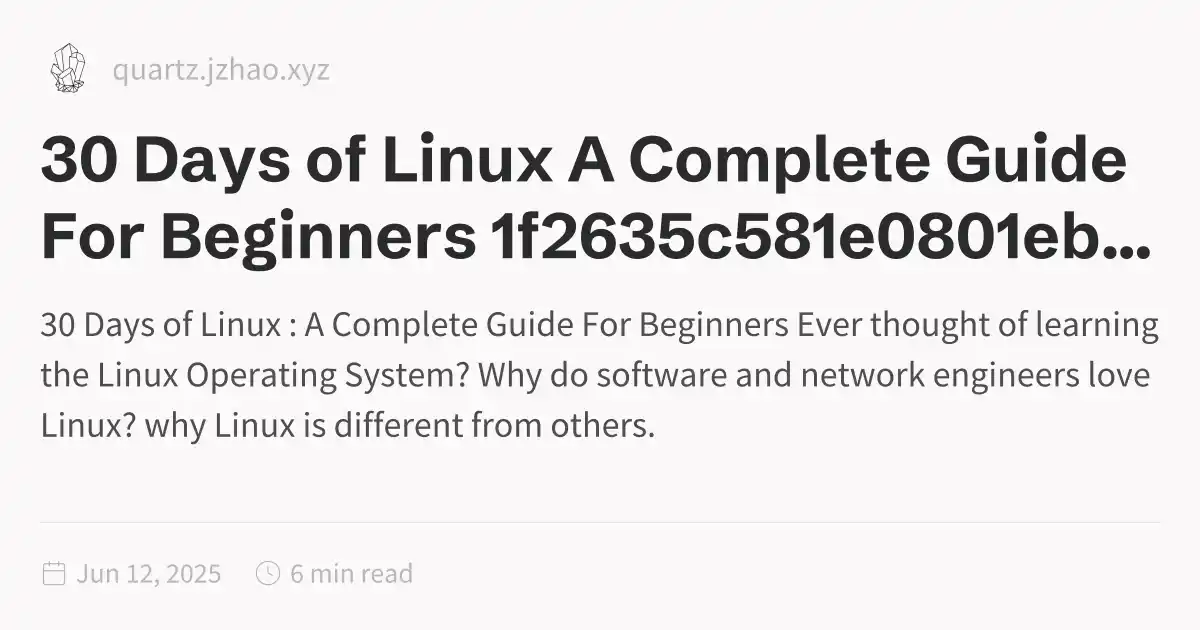 quartz.jzhao.xyz
30 Days of Linux A Complete Guide
For Beginners 1f2635c581e0801eb...
30 Days of Linux : A Complete Guide For Beginners Ever thought of learning
the Linux Operating System? Why do software and network engineers love
Linux? why Linux is different from others.
Jun 12, 2025 6 min read